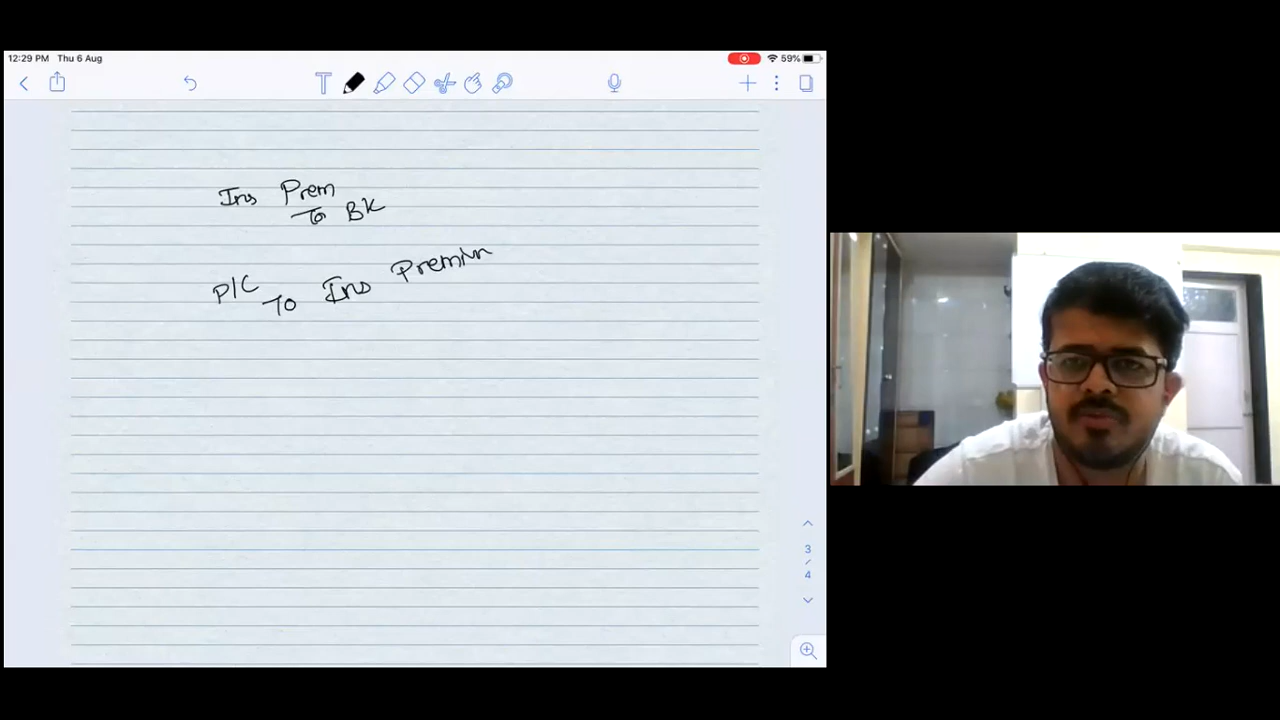 12:29 PM Thu 6 Aug 59%
T
Ins Prem
To BK
P/C
To Ins Premium
3
/
4